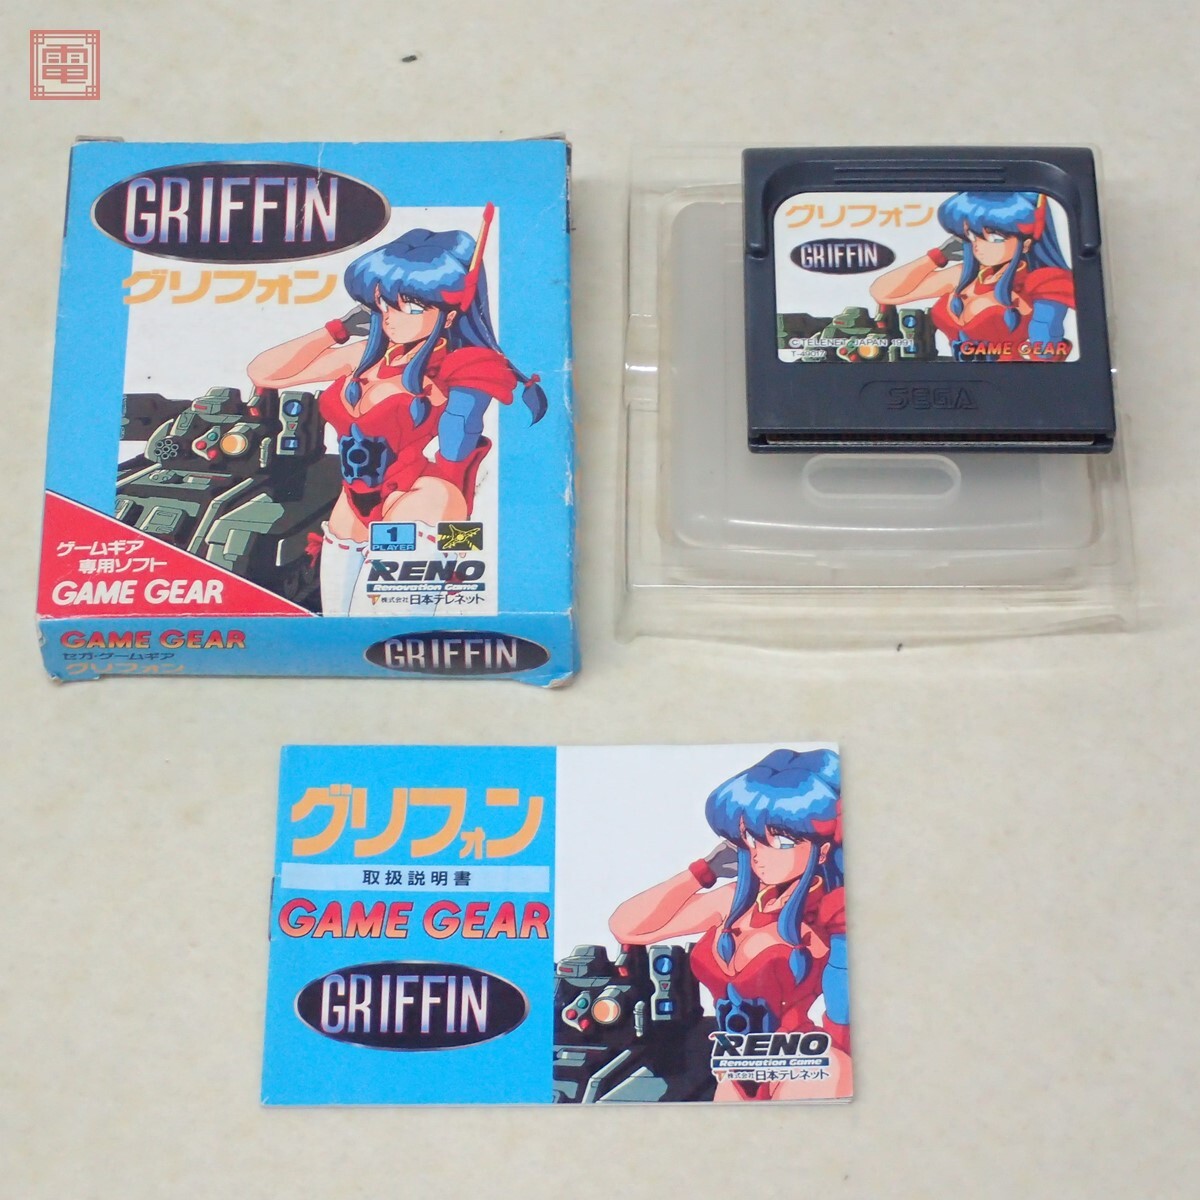 電
GRIFFIN
グリフォン
ゲームギア
専用ソフト
GAME GEAR
1
PLAYER
RENO
Renovation Game
株式会社日本テレネット
GAME GEAR
セガ・ゲームギア
グリフォン
GRIFFIN
グリフォン
GRIFFIN
©TELENET JAPAN 1991
T-49017
GAME GEAR
SEGA
グリフォン
取扱説明書
GAME GEAR
GRIFFIN
RENO
Renovation Game
株式会社日本テレネット